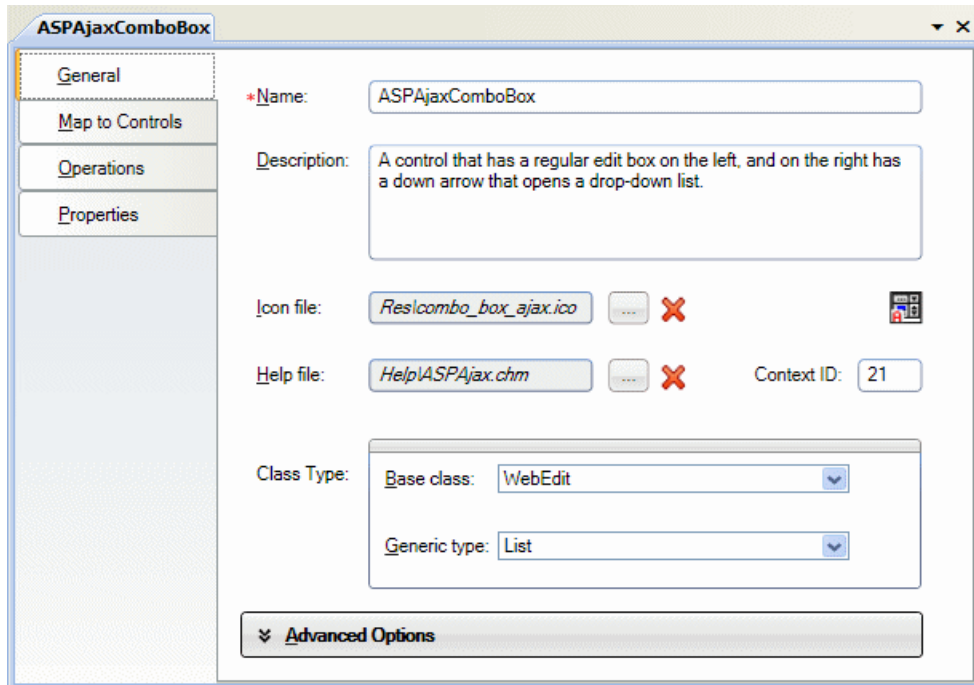 ASPAjaxComboBox
General
Map to Controls
Operations
Properties
*Name: ASPAjaxComboBox
Description: A control that has a regular edit box on the left, and on the right has
a down arrow that opens a drop-down list.
Icon file: Res\combo_box_ajax.ico ...
Help file: Help\ASPAjax.chm ... Context ID: 21
Class Type: Base class: WebEdit
Generic type: List
Advanced Options